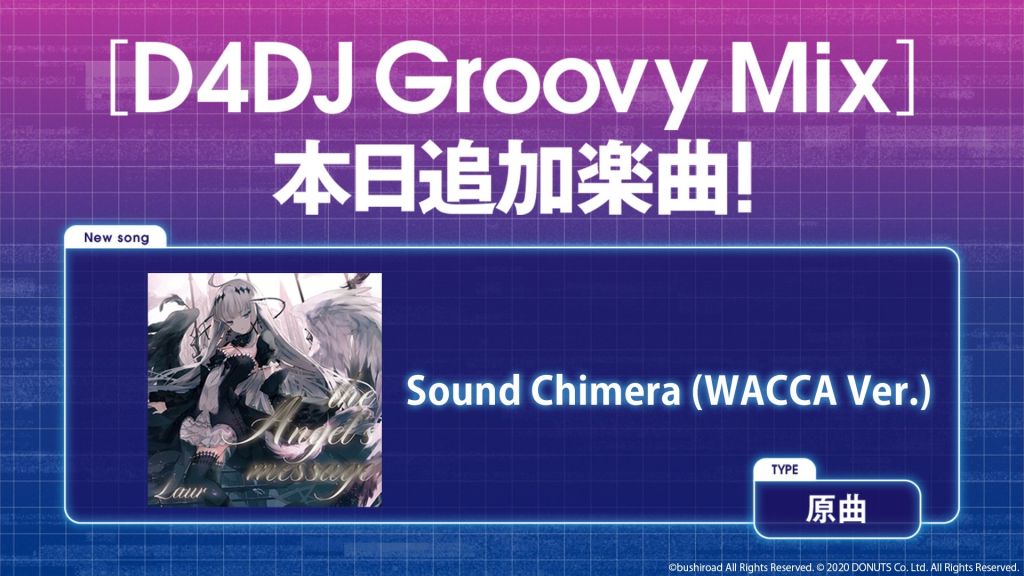 [D4DJ Groovy Mix]
本日追加楽曲!
New song
the
Angel's
message
Laur
Sound Chimera (WACCA Ver.)
TYPE
原曲
©bushiroad All Rights Reserved. © 2020 DONUTS Co. Ltd. All Rights Reserved.